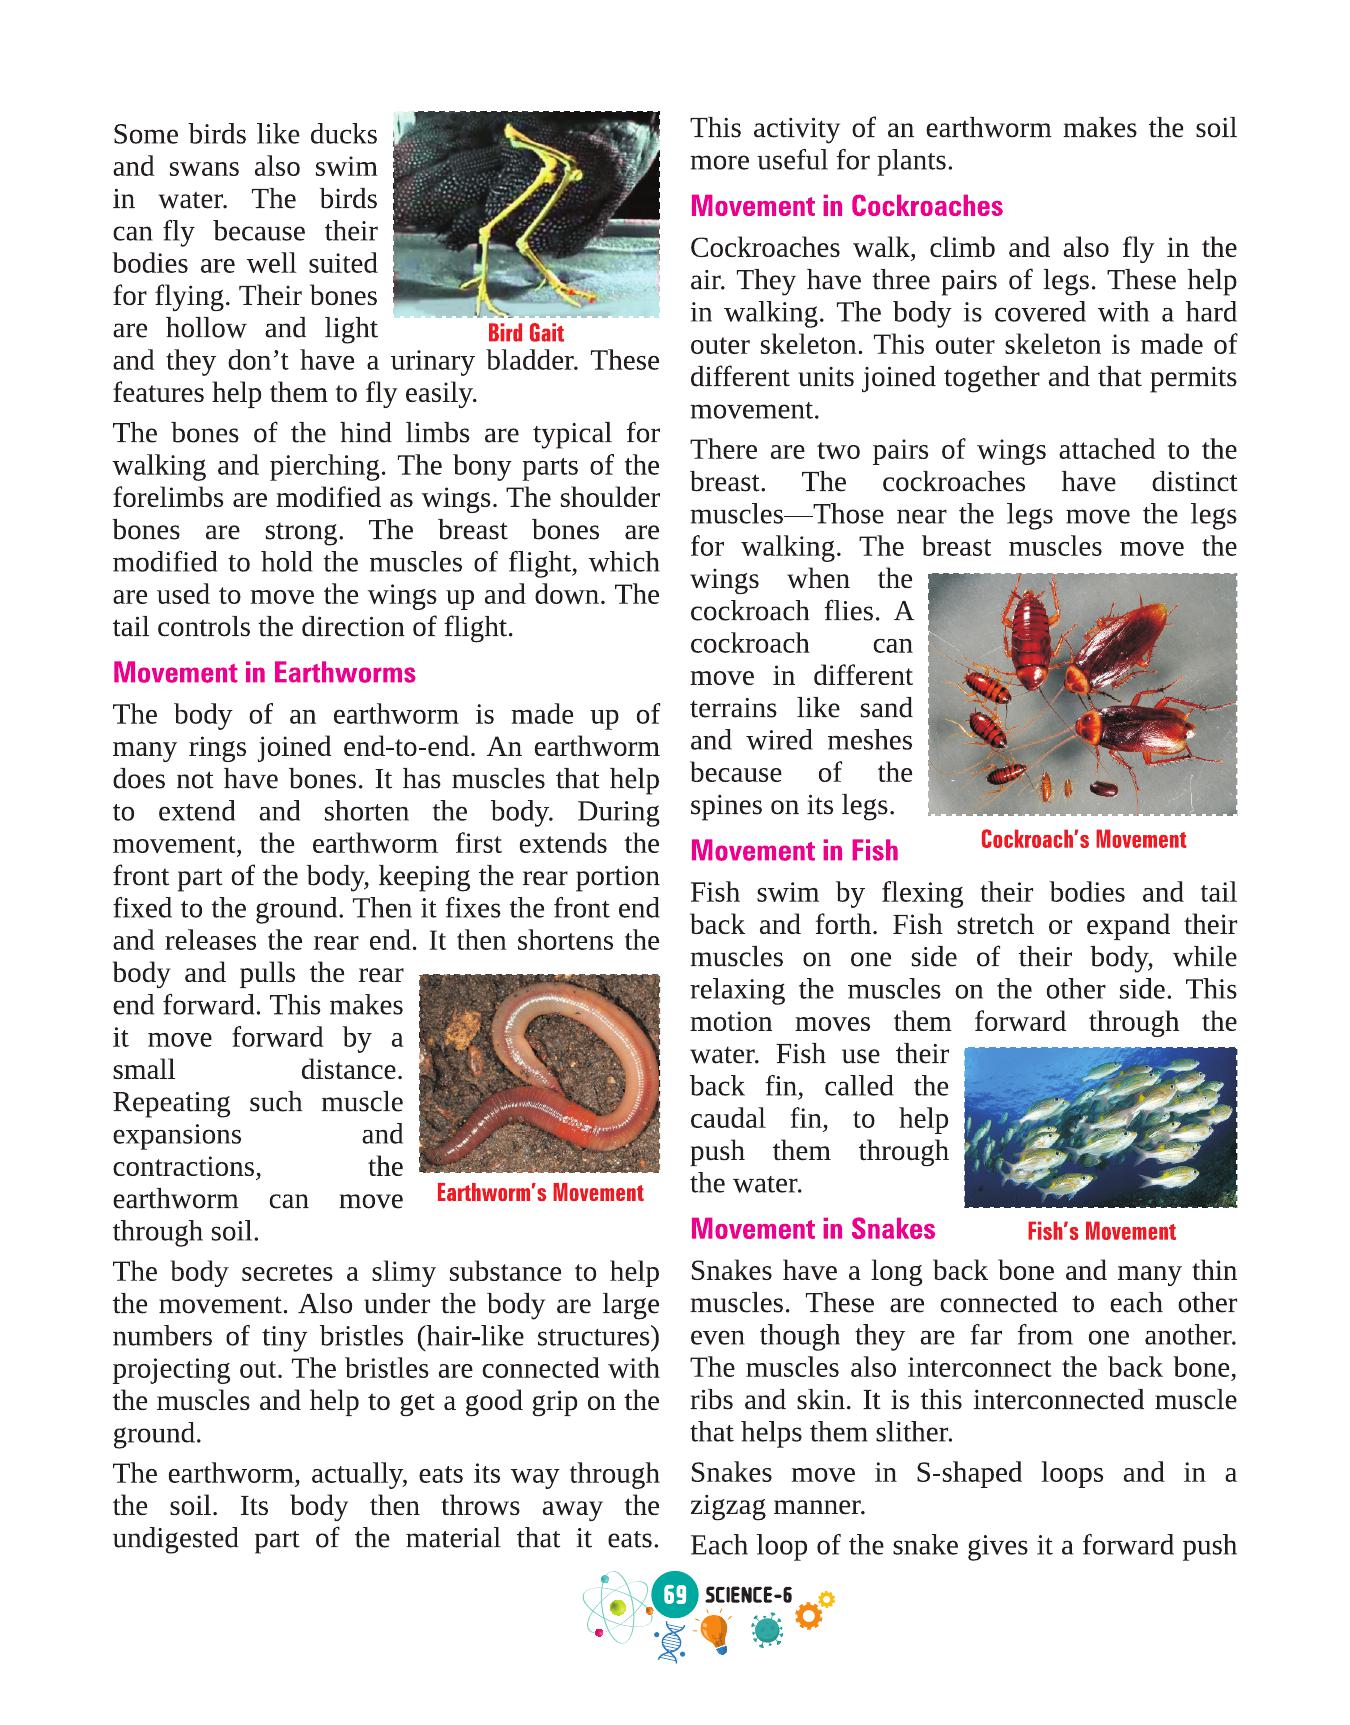 Some birds like ducks
and swans also swim
in water. The birds
can fly because their
bodies are well suited
for flying. Their bones
are hollow and light
Bird Gait
and they don’t have a urinary bladder. These
features help them to fly easily.
The bones of the hind limbs are typical for
walking and pierching. The bony parts of the
forelimbs are modified as wings. The shoulder
bones are strong. The breast bones are
modified to hold the muscles of flight, which
are used to move the wings up and down. The
tail controls the direction of flight.
Movement in Earthworms
The body of an earthworm is made up of
many rings joined end-to-end. An earthworm
does not have bones. It has muscles that help
to extend and shorten the body. During
movement, the earthworm first extends the
front part of the body, keeping the rear portion
fixed to the ground. Then it fixes the front end
and releases the rear end. It then shortens the
body and pulls the rear
end forward. This makes
it move forward by a
small distance.
Repeating such muscle
expansions and
contractions, the
earthworm can move
through soil.
Earthworm’s Movement
The body secretes a slimy substance to help
the movement. Also under the body are large
numbers of tiny bristles (hair-like structures)
projecting out. The bristles are connected with
the muscles and help to get a good grip on the
ground.
The earthworm, actually, eats its way through
the soil. Its body then throws away the
undigested part of the material that it eats.
This activity of an earthworm makes the soil
more useful for plants.
Movement in Cockroaches
Cockroaches walk, climb and also fly in the
air. They have three pairs of legs. These help
in walking. The body is covered with a hard
outer skeleton. This outer skeleton is made of
different units joined together and that permits
movement.
There are two pairs of wings attached to the
breast. The cockroaches have distinct
muscles—Those near the legs move the legs
for walking. The breast muscles move the
wings when the
cockroach flies. A
cockroach can
move in different
terrains like sand
and wired meshes
because of the
spines on its legs.
Cockroach’s Movement
Movement in Fish
Fish swim by flexing their bodies and tail
back and forth. Fish stretch or expand their
muscles on one side of their body, while
relaxing the muscles on the other side. This
motion moves them forward through the
water. Fish use their
back fin, called the
caudal fin, to help
push them through
the water.
Fish’s Movement
Movement in Snakes
Snakes have a long back bone and many thin
muscles. These are connected to each other
even though they are far from one another.
The muscles also interconnect the back bone,
ribs and skin. It is this interconnected muscle
that helps them slither.
Snakes move in S-shaped loops and in a
zigzag manner.
Each loop of the snake gives it a forward push
69 SCIENCE-6